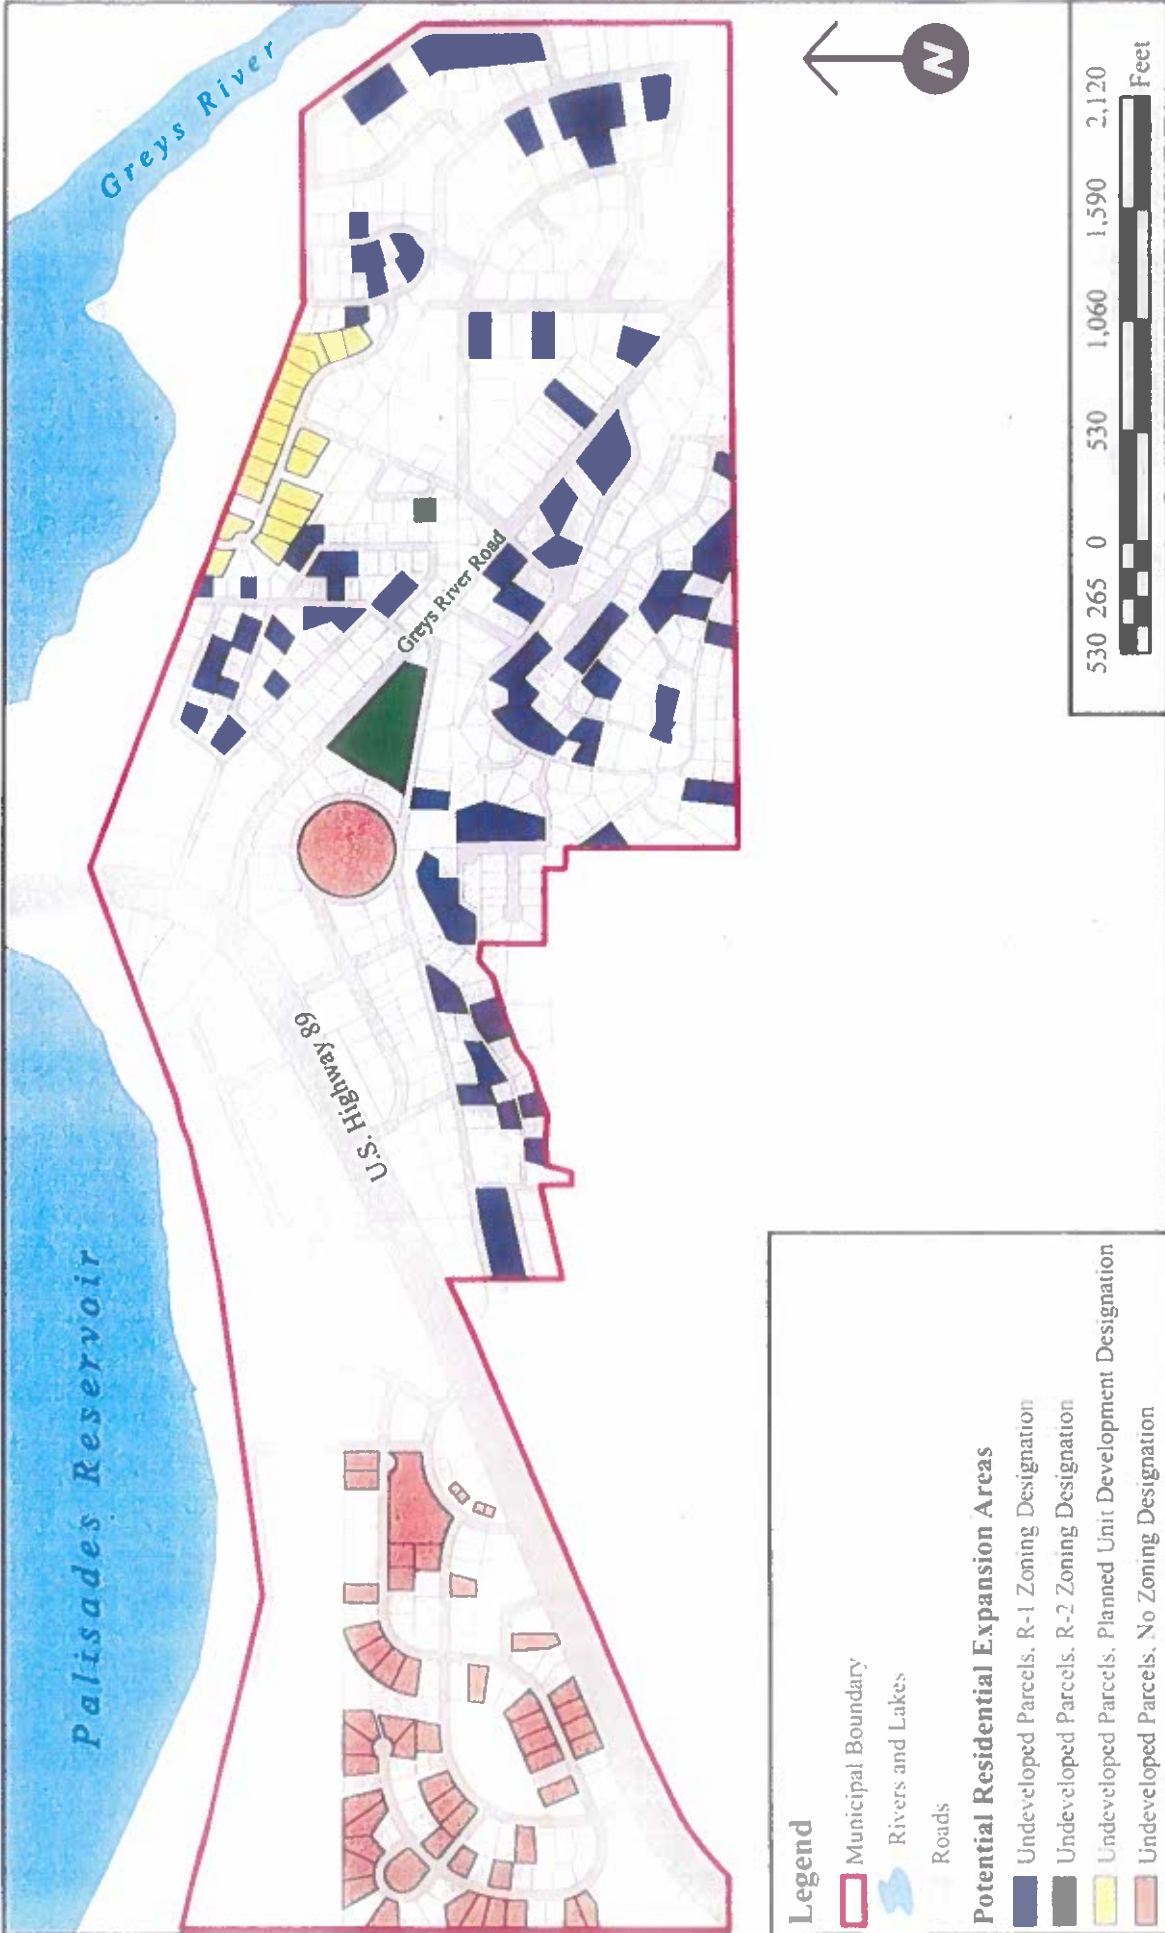 Palisades Reservoir
Greys River
U.S. Highway 89
Greys River Road
N
Legend
Municipal Boundary
Rivers and Lakes
Roads
Potential Residential Expansion Areas
Undeveloped Parcels, R-1 Zoning Designation
Undeveloped Parcels, R-2 Zoning Designation
Undeveloped Parcels, Planned Unit Development Designation
Undeveloped Parcels, No Zoning Designation
530 265 0 530 1,060 1,590 2,120
Feet